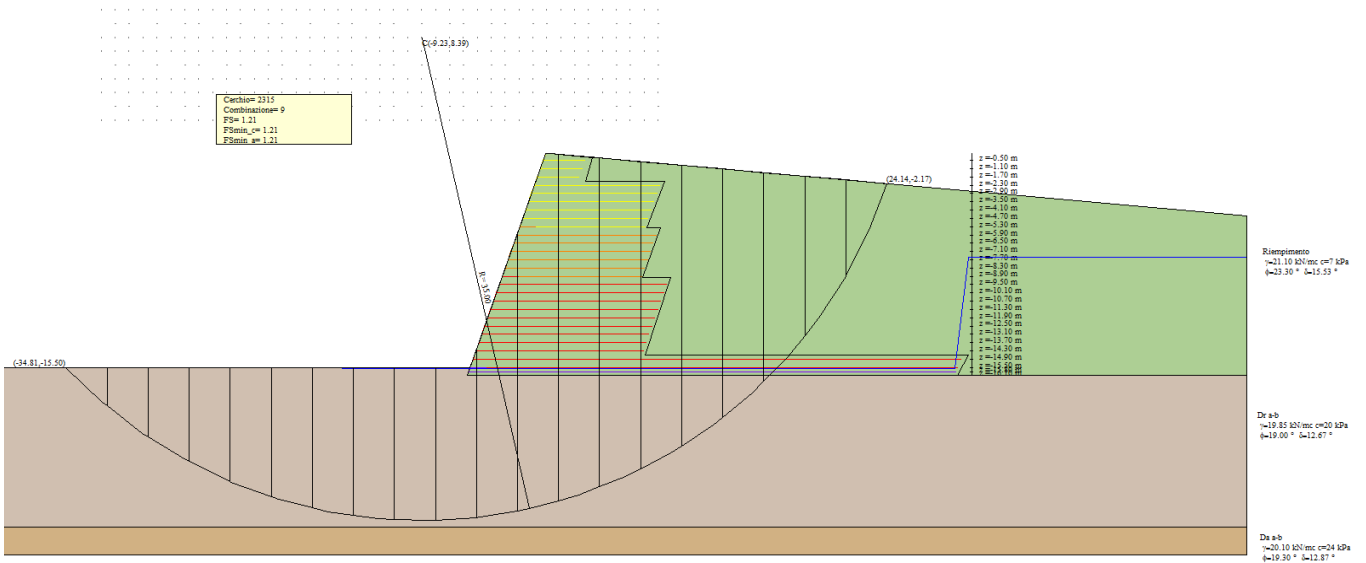 C(-9.23,8.39)
Cerchio= 2315
Combinazione= 9
FS= 1.21
FSmin_c= 1.21
FSmin_a= 1.21
R= 35.00
(-34.81,-15.50)
(24.14,-2.17)
z =-0.50 m
z =-1.10 m
z =-1.70 m
z =-2.30 m
z =-2.90 m
z =-3.50 m
z =-4.10 m
z =-4.70 m
z =-5.30 m
z =-5.90 m
z =-6.50 m
z =-7.10 m
z =-7.70 m
z =-8.30 m
z =-8.90 m
z =-9.50 m
z =-10.10 m
z =-10.70 m
z =-11.30 m
z =-11.90 m
z =-12.50 m
z =-13.10 m
z =-13.70 m
z =-14.30 m
z =-14.90 m
Riempimento
γ=21.10 kN/mc c=7 kPa
ϕ=23.30 ° δ=15.53 °
Dr a-b
γ=19.85 kN/mc c=20 kPa
ϕ=19.00 ° δ=12.67 °
Da a-b
γ=20.10 kN/mc c=24 kPa
ϕ=19.30 ° δ=12.87 °